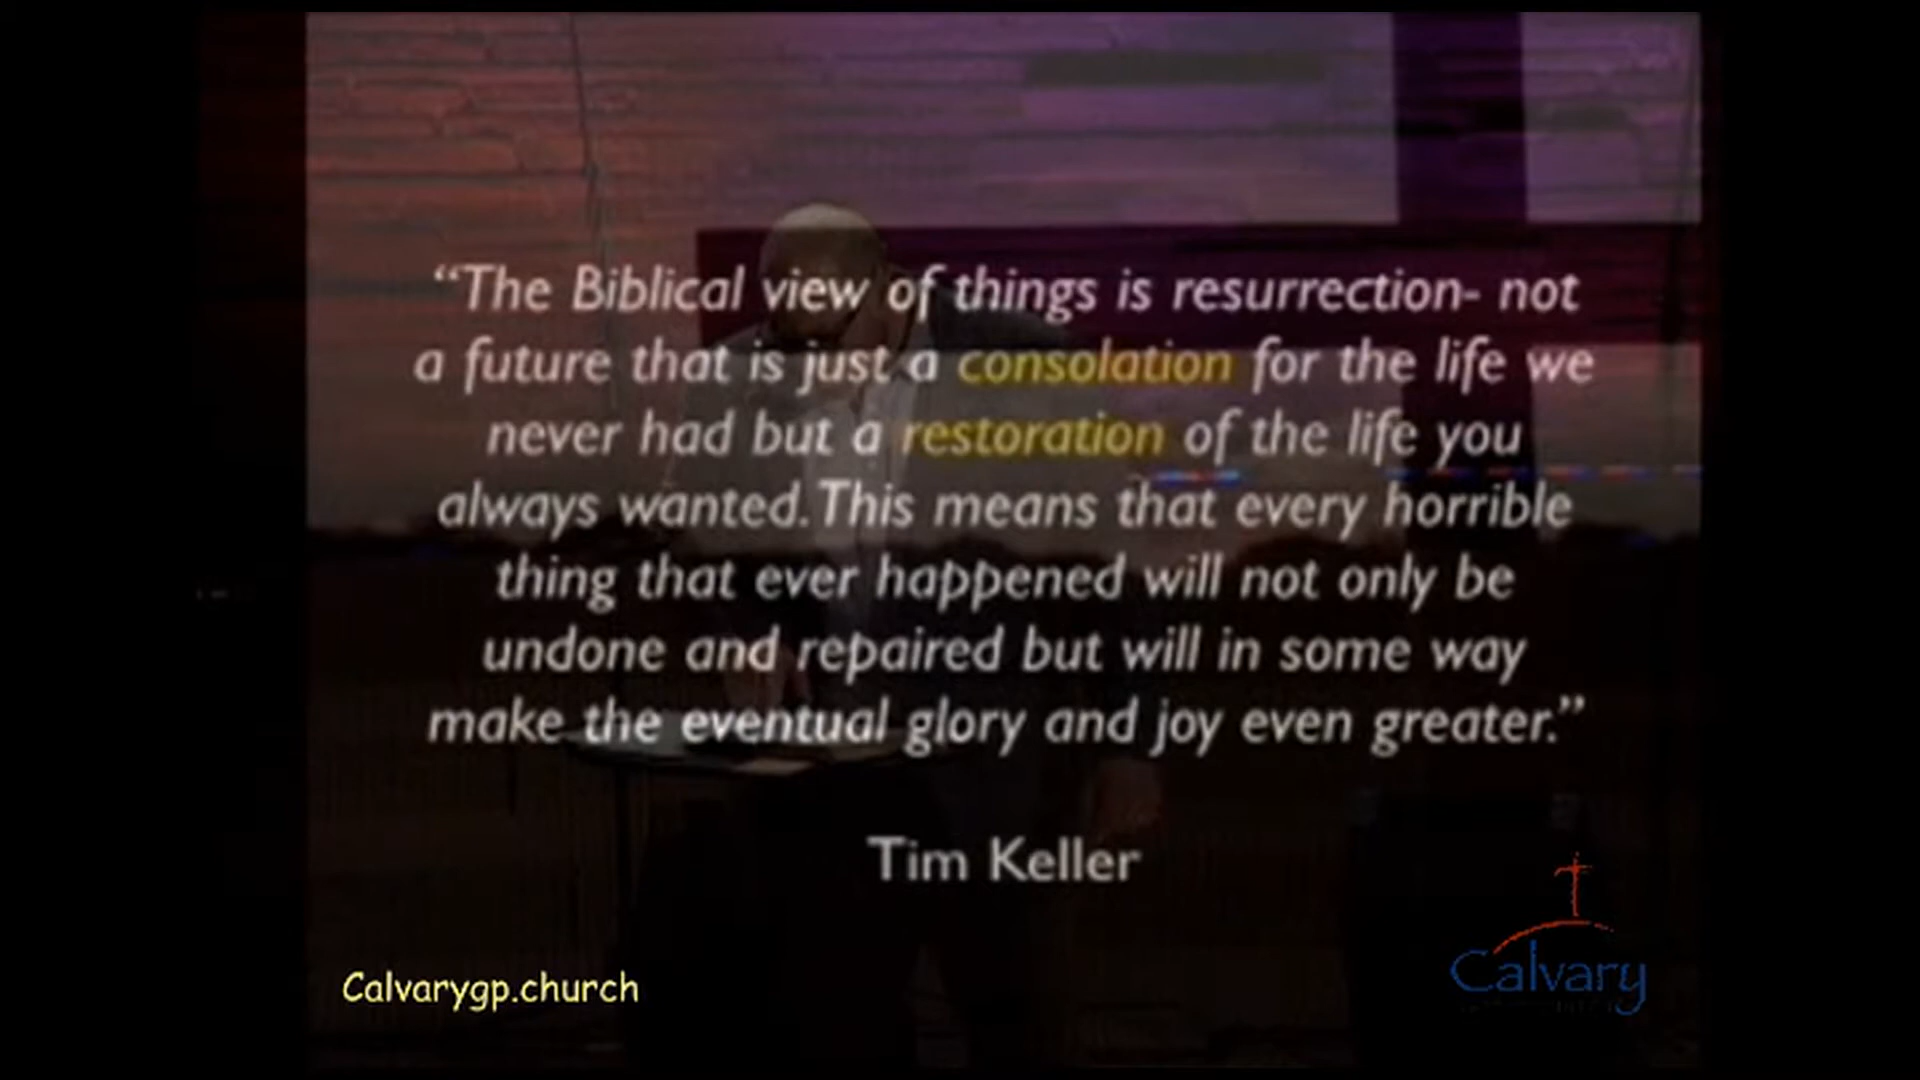 “The Biblical view of things is resurrection- not
a future that is just a consolation for the life we
never had but a restoration of the life you
always wanted. This means that every horrible
thing that ever happened will not only be
undone and repaired but will in some way
make the eventual glory and joy even greater.”
Tim Keller
Calvarygp.church
Calvary